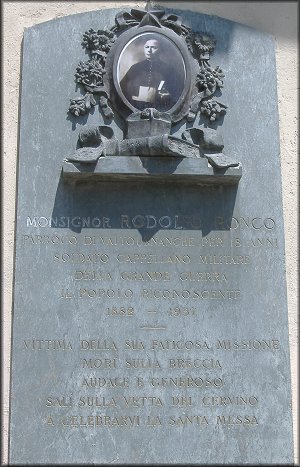 MONSIGNOR RODOLFO RONCO
PARROCO DI VALTOURNANCHE PER 18 ANNI
SOLDATO CAPPELLANO MILITARE
DELLA GRANDE GUERRA
IL POPOLO RICONOSCENTE
1882 - 1931
VITTIMA DELLA SUA FATICOSA MISSIONE
MORÌ SULLA BRECCIA
AUDACE E GENEROSO
SALÌ SULLA VETTA DEL CERVINO
A CELEBRARVI LA SANTA MESSA